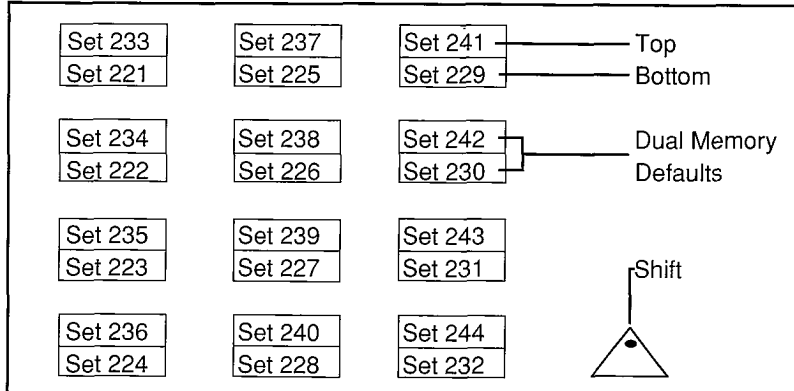 Set 233 Set 237 Set 241 Top
Set 221 Set 225 Set 229 Bottom
Set 234 Set 238 Set 242 Dual Memory
Set 222 Set 226 Set 230 Defaults
Set 235 Set 239 Set 243
Set 223 Set 227 Set 231 Shift
Set 236 Set 240 Set 244
Set 224 Set 228 Set 232